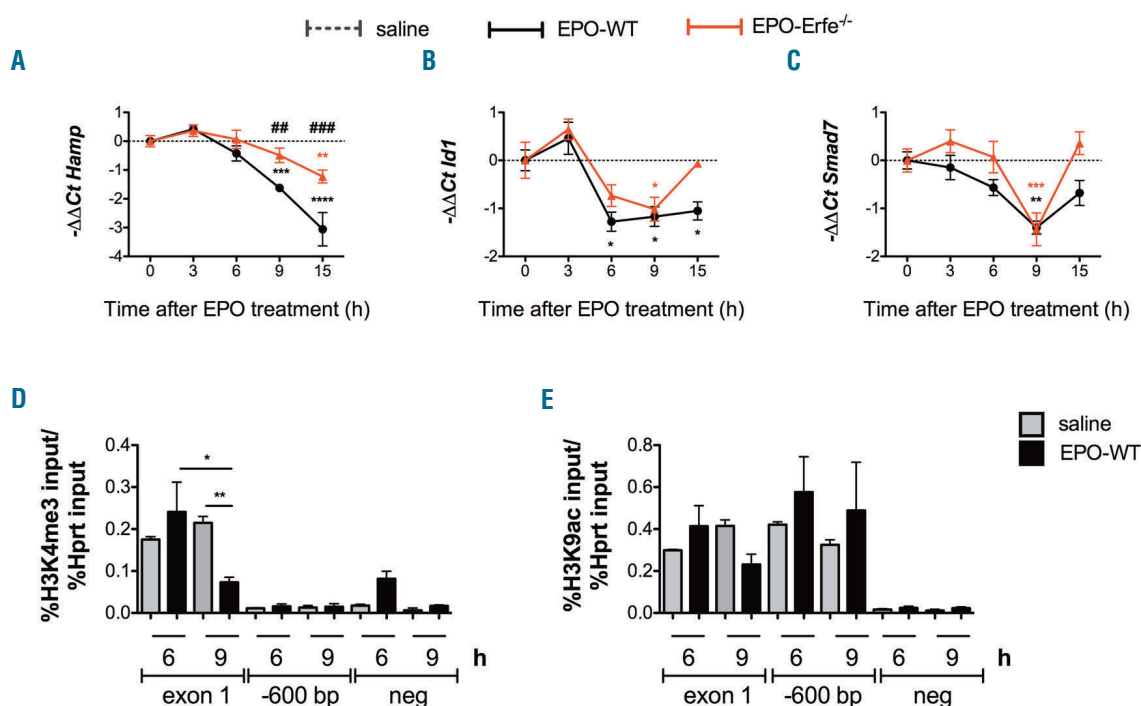 saline EPO-WT EPO-Erfe-/-
A B C
-ΔΔCt Hamp
1
0
-1
-2
-3
-4
## ###
**
***
****
0 3 6 9 15
Time after EPO treatment (h)
-ΔΔCt Id1
1
0
-1
-2
*
* * *
0 3 6 9 15
Time after EPO treatment (h)
-ΔΔCt Smad7
1
0
-1
-2
***
**
0 3 6 9 15
Time after EPO treatment (h)
D E
%H3K4me3 input/
%Hprt input
0.4
0.3
0.2
0.1
0.0
*
**
6 9 6 9 6 9 h
exon 1 -600 bp neg
%H3K9ac input/
%Hprt input
0.8
0.6
0.4
0.2
0.0
6 9 6 9 6 9 h
exon 1 -600 bp neg
saline
EPO-WT